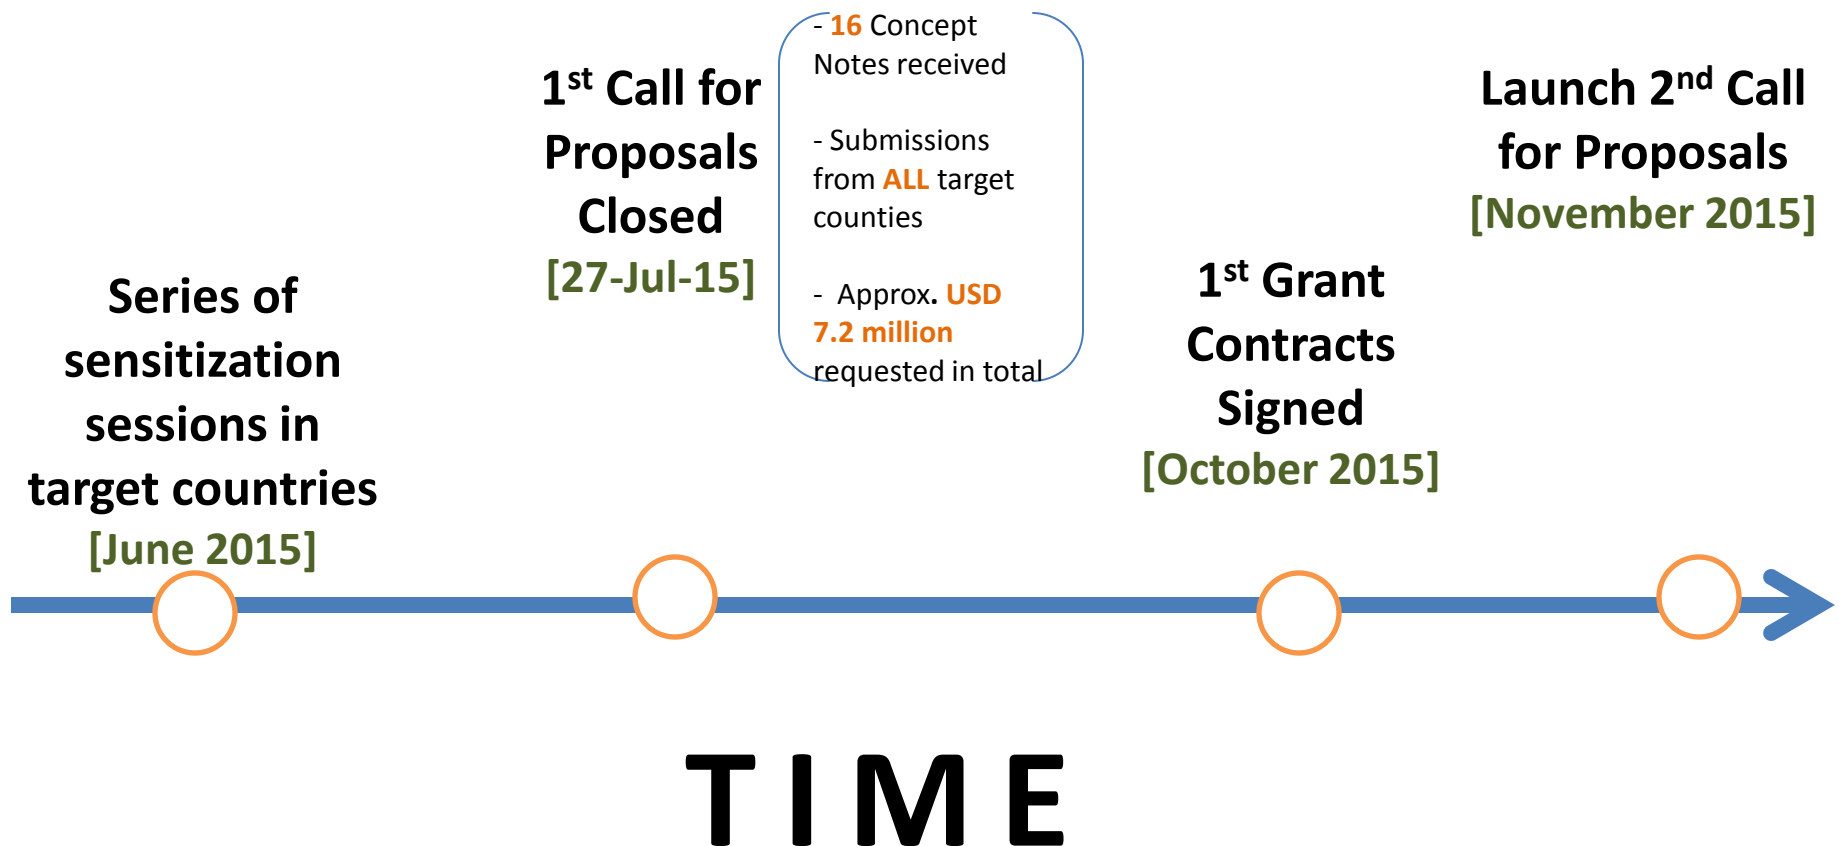 Series of
sensitization
sessions in
target countries
[June 2015]
1st Call for
Proposals
Closed
[27-Jul-15]
- 16 Concept
Notes received
- Submissions
from ALL target
counties
- Approx. USD
7.2 million
requested in total
1st Grant
Contracts
Signed
[October 2015]
Launch 2nd Call
for Proposals
[November 2015]
TIME